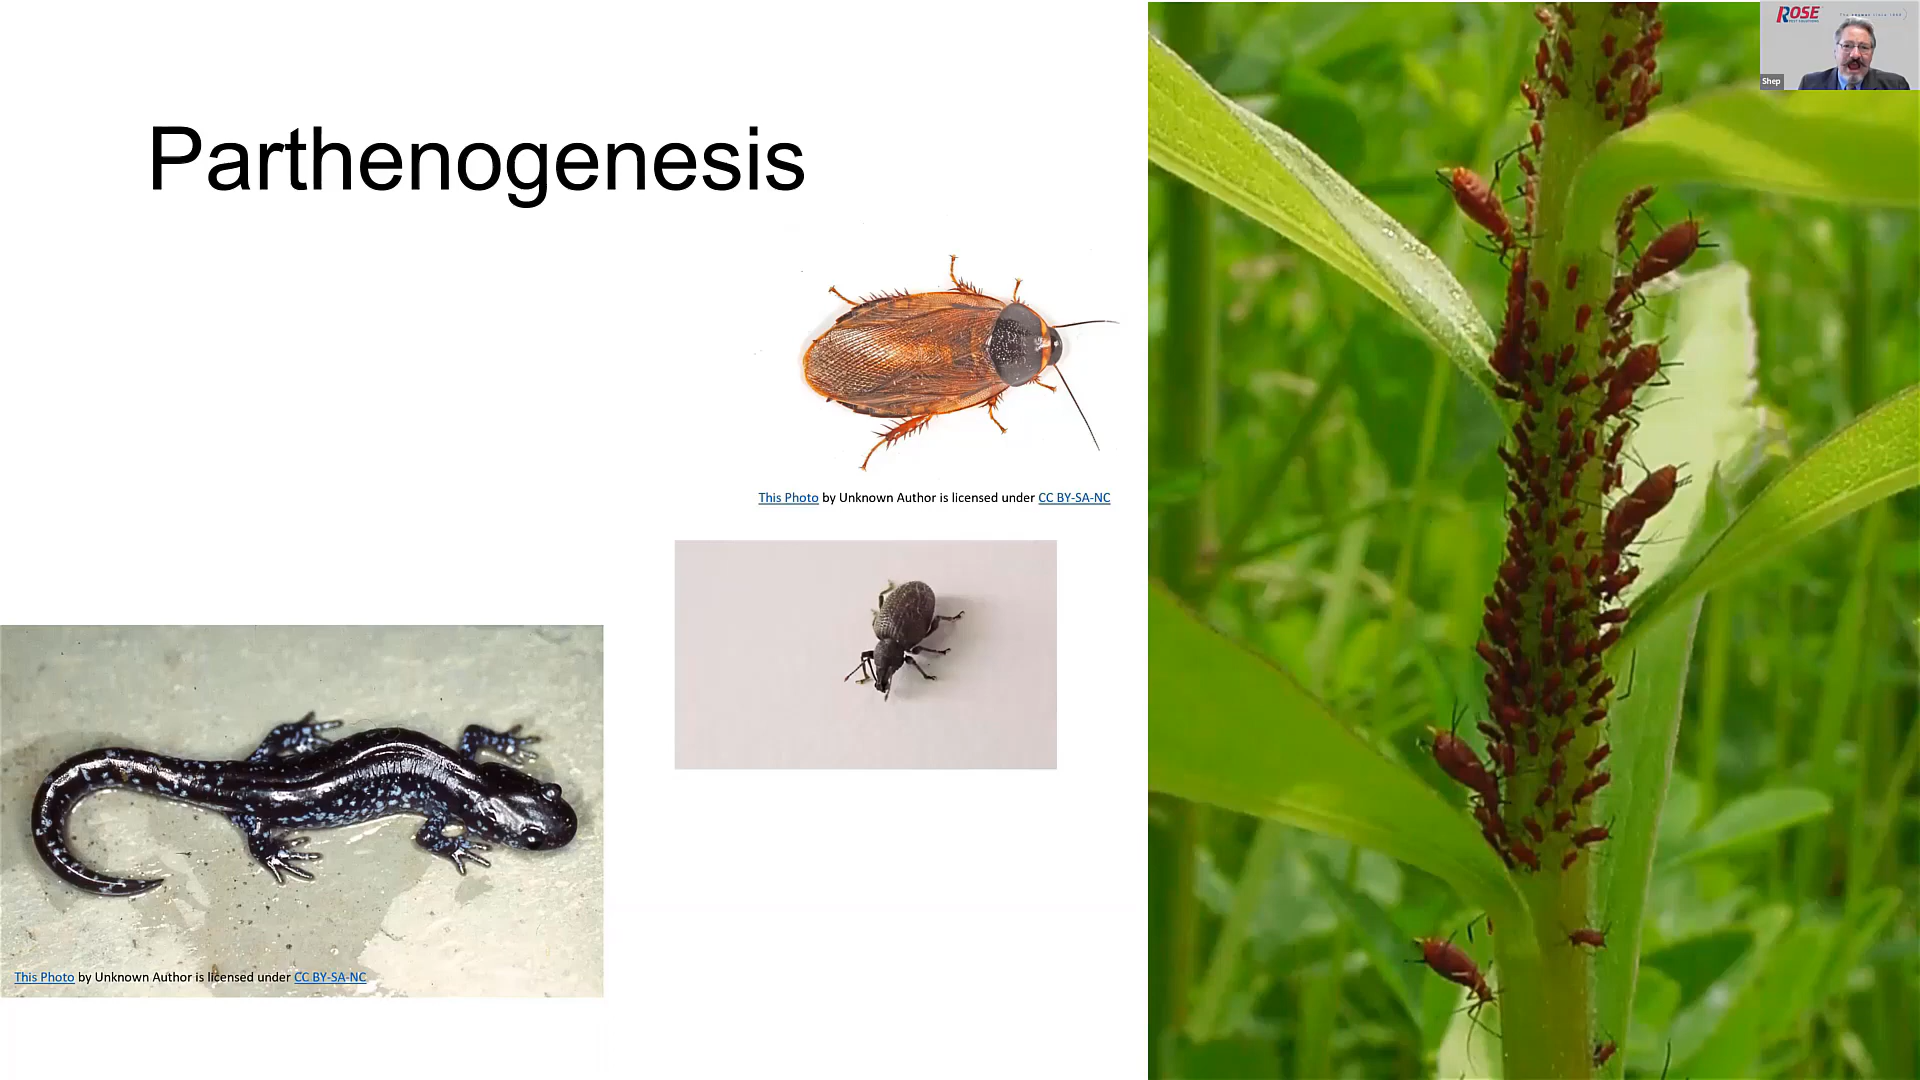 ROSE
Shep
Parthenogenesis
This Photo by Unknown Author is licensed under CC BY-SA-NC
This Photo by Unknown Author is licensed under CC BY-SA-NC